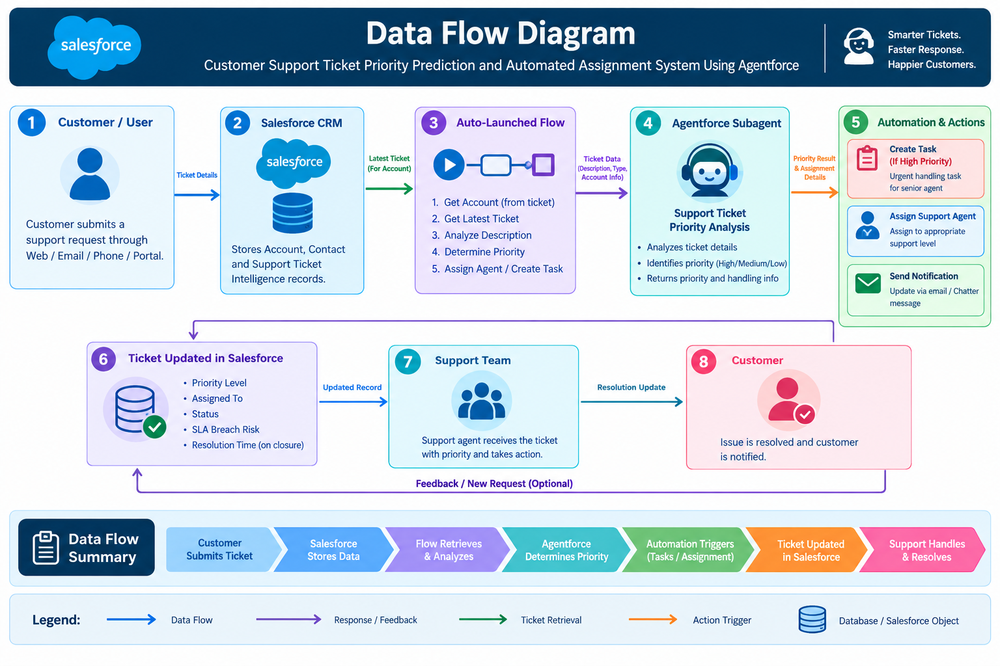 salesforce
Data Flow Diagram
Customer Support Ticket Priority Prediction and Automated Assignment System Using Agentforce
Smarter Tickets.
Faster Response.
Happier Customers.
1 Customer / User
Customer submits a
support request through
Web / Email / Phone / Portal.
Ticket Details
2 Salesforce CRM
salesforce
Stores Account, Contact
and Support Ticket
Intelligence records.
Latest Ticket
(For Account)
3 Auto-Launched Flow
1. Get Account (from ticket)
2. Get Latest Ticket
3. Analyze Description
4. Determine Priority
5. Assign Agent / Create Task
Ticket Data
(Description, Type,
Account Info)
4 Agentforce Subagent
Support Ticket
Priority Analysis
• Analyzes ticket details
• Identifies priority (High/Medium/Low)
• Returns priority and handling info
Priority Result
& Assignment
Details
5 Automation & Actions
Create Task
(If High Priority)
Urgent handling task
for senior agent
Assign Support Agent
Assign to appropriate
support level
Send Notification
Update via email / Chatter
message
6 Ticket Updated in Salesforce
• Priority Level
• Assigned To
• Status
• SLA Breach Risk
• Resolution Time (on closure)
Updated Record
7 Support Team
Support agent receives the ticket
with priority and takes action.
Resolution Update
8 Customer
Issue is resolved and customer
is notified.
Feedback / New Request (Optional)
Data Flow
Summary
Customer
Submits Ticket
Salesforce
Stores Data
Flow Retrieves
& Analyzes
Agentforce
Determines Priority
Automation Triggers
(Tasks / Assignment)
Ticket Updated
in Salesforce
Support Handles
& Resolves
Legend:
Data Flow
Response / Feedback
Ticket Retrieval
Action Trigger
Database / Salesforce Object